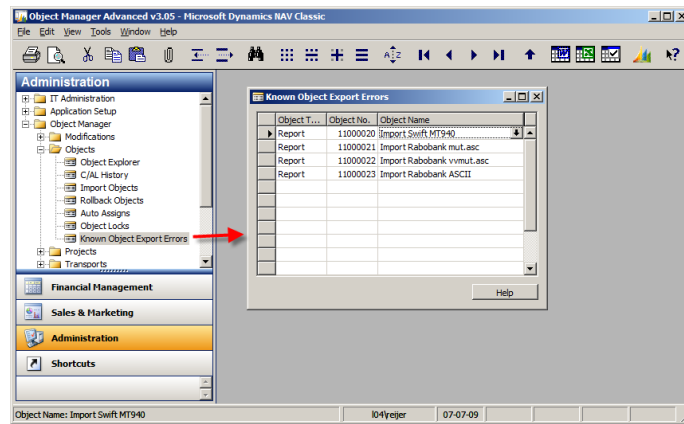 Object Manager Advanced v3.05 - Microsoft Dynamics NAV Classic
File Edit View Tools Window Help
Administration
IT Administration
Application Setup
Object Manager
Modifications
Objects
Object Explorer
C/AL History
Import Objects
Rollback Objects
Auto Assigns
Object Locks
Known Object Export Errors
Projects
Transports
Financial Management
Sales & Marketing
Administration
Shortcuts
Known Object Export Errors
Object T... Object No. Object Name
Report 11000020 Import Swift MT940
Report 11000021 Import Rabobank mut.asc
Report 11000022 Import Rabobank vvmut.asc
Report 11000023 Import Rabobank ASCII
Help
Object Name: Import Swift MT940 l04\reijer 07-07-09